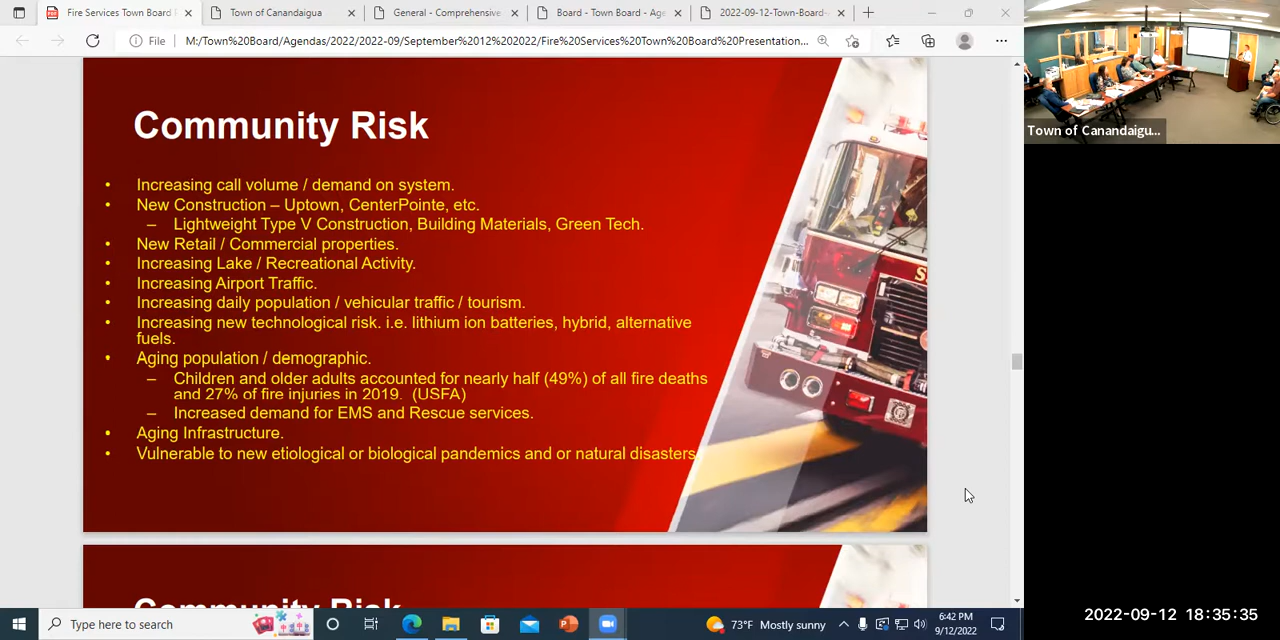 Fire Services Town Board
Town of Canandaigua
General - Comprehensive
Board - Town Board - Age
2022-09-12-Town-Board-
File
M:/Town%20Board/Agendas/2022/2022-09/September%2012%202022/Fire%20Services%20Town%20Board%20Presentation...
Town of Canandaigu...
Community Risk
• Increasing call volume / demand on system.
• New Construction – Uptown, CenterPointe, etc.
– Lightweight Type V Construction, Building Materials, Green Tech.
• New Retail / Commercial properties.
• Increasing Lake / Recreational Activity.
• Increasing Airport Traffic.
• Increasing daily population / vehicular traffic / tourism.
• Increasing new technological risk. i.e. lithium ion batteries, hybrid, alternative
fuels.
• Aging population / demographic.
– Children and older adults accounted for nearly half (49%) of all fire deaths
and 27% of fire injuries in 2019. (USFA)
– Increased demand for EMS and Rescue services.
• Aging Infrastructure.
• Vulnerable to new etiological or biological pandemics and or natural disasters
Community Risk
Type here to search
73°F Mostly sunny
6:42 PM
9/12/2022
2022-09-12 18:35:35